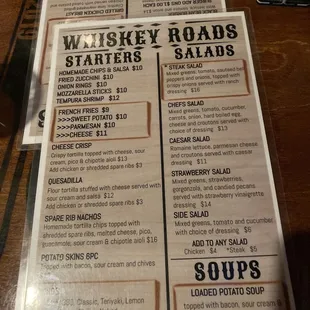 WHISKEY ROADS
STARTERS
HOMEMADE CHIPS & SALSA $10
FRIED ZUCCHINI $10
ONION RINGS $10
MOZZARELLA STICKS $10
TEMPURA SHRIMP $12
FRENCH FRIES $9
>>>SWEET POTATO $10
>>>PARMESAN $10
>>>CHEESE $11
CHEESE CRISP
Crispy tortilla topped with cheese, sour
cream, pico & chipotle aioli $13
Add chicken or shredded spare ribs $3
QUESADILLA
Flour tortilla stuffed with cheese served with
sour cream and salsa $12
Add chicken or shredded spare ribs $3
SPARE RIB NACHOS
Homemade tortilla chips topped with
shredded spare ribs, melted cheese, pico,
guacamole, sour cream & chipotle aioli $16
POTATO SKINS 6PC
Topped with bacon, sour cream and chives
BBQ, Classic, Teriyaki, Lemon
SALADS
* STEAK SALAD
Mixed greens, tomato, sauteed
peppers and onions, topped with
crispy onions served with ranch
dressing $16
CHEFS SALAD
Mixed greens, tomato, cucumber,
carrots, onion, hard boiled egg,
cheese and croutons with choice of
dressing $13
CAESAR SALAD
Romaine lettuce, parmesan cheese
and croutons served with caesar
dressing $11
STRAWBERRY SALAD
Mixed greens, strawberries,
gorgonzola, and candied pecans
served with strawberry vinaigrette
dressing $14
SIDE SALAD
Mixed greens, tomato and cucumber
with choice of dressing $5
ADD TO ANY SALAD
Chicken $4 *Steak $5
SOUPS
LOADED POTATO SOUP
topped with bacon, sour cream &